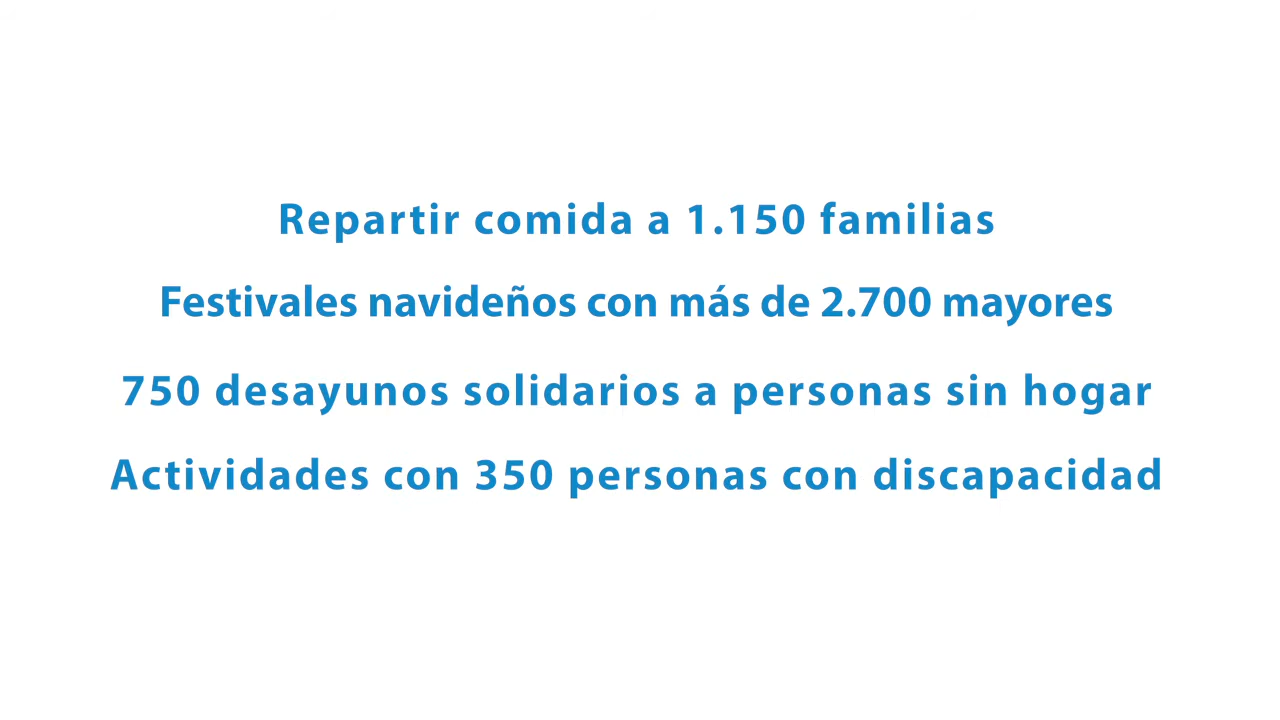 Repartir comida a 1.150 familias
Festivales navideños con más de 2.700 mayores
750 desayunos solidarios a personas sin hogar
Actividades con 350 personas con discapacidad